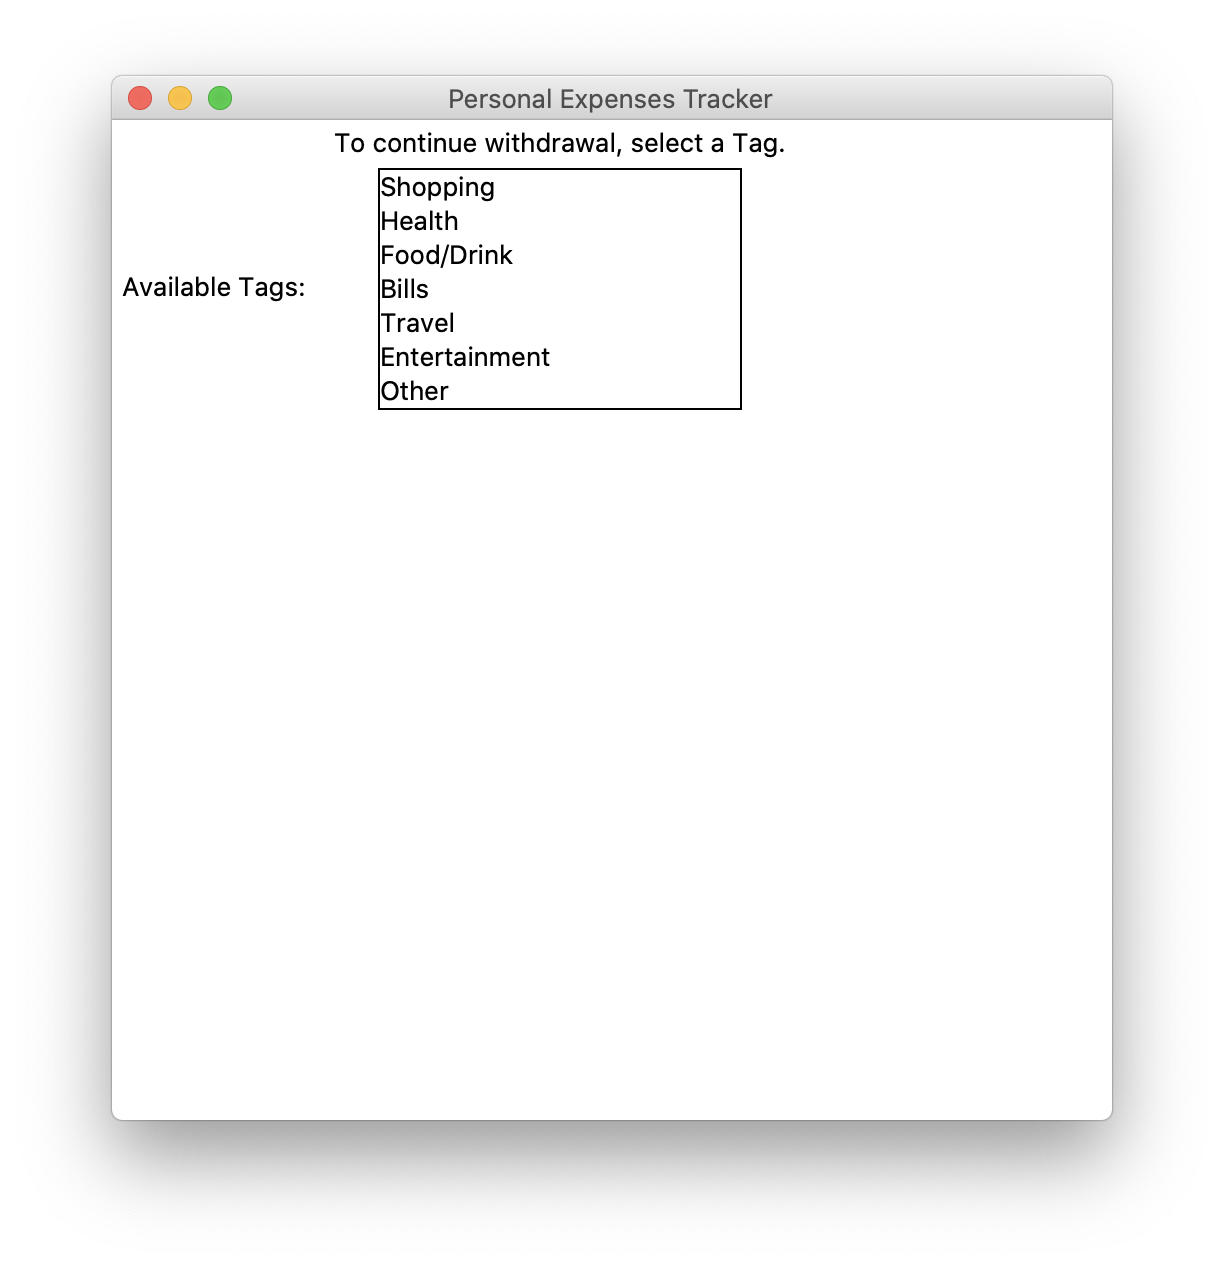 Personal Expenses Tracker
To continue withdrawal, select a Tag.
Available Tags:
Shopping
Health
Food/Drink
Bills
Travel
Entertainment
Other